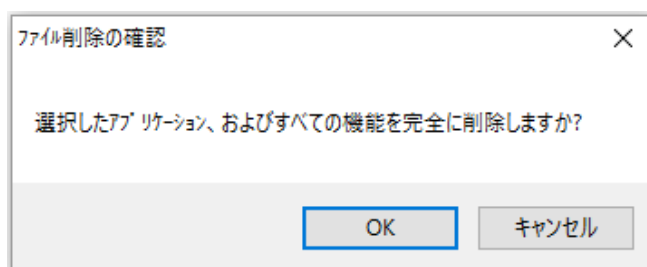 ﾌｧｲﾙ削除の確認
選択したｱﾌﾟﾘｹｰｼｮﾝ、およびすべての機能を完全に削除しますか?
OK
キャンセル